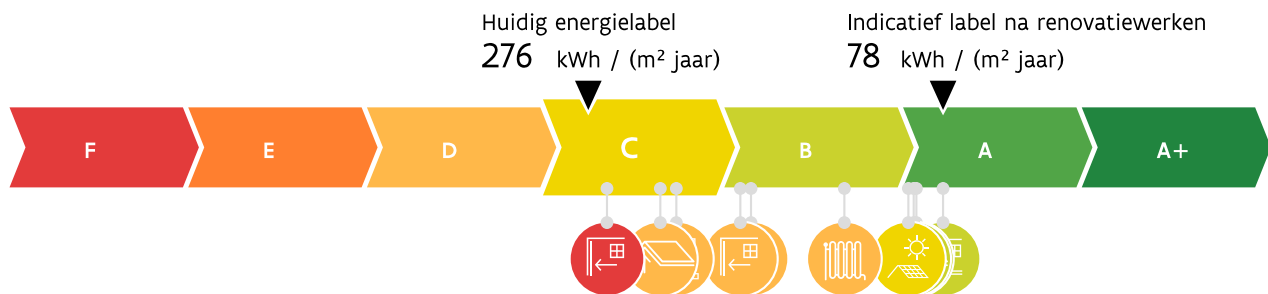 Huidig energielabel
276 kWh / (m² jaar)
Indicatief label na renovatiewerken
78 kWh / (m² jaar)
F E D C B A A+